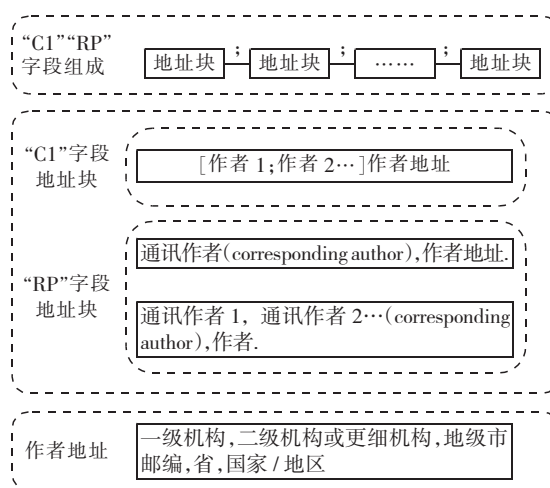 “C1”“RP”
字段组成
地址块 ; 地址块 ; …… ; 地址块
“C1”字段
地址块
[作者 1;作者 2…]作者地址
“RP”字段
地址块
通讯作者(corresponding author),作者地址.
通讯作者 1, 通讯作者 2…(corresponding
author),作者.
作者地址
一级机构,二级机构或更细机构,地级市
邮编,省,国家 / 地区